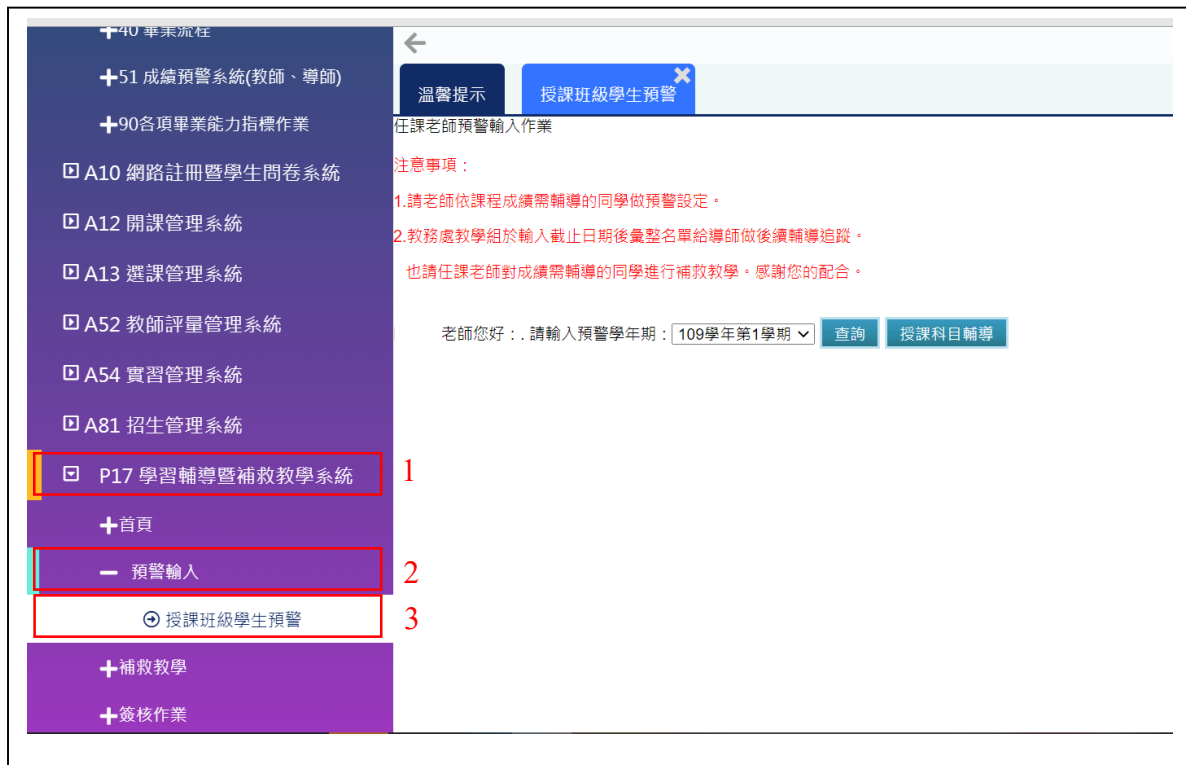 40 畢業流程
51 成績預警系統(教師、導師)
90各項畢業能力指標作業
A10 網路註冊暨學生問卷系統
A12 開課管理系統
A13 選課管理系統
A52 教師評量管理系統
A54 實習管理系統
A81 招生管理系統
P17 學習輔導暨補救教學系統
1
首頁
預警輸入
2
授課班級學生預警
3
補救教學
簽核作業
溫馨提示
授課班級學生預警
任課老師預警輸入作業
注意事項：
1.請老師依課程成績需輔導的同學做預警設定。
2.教務處教學組於輸入截止日期後彙整名單給導師做後續輔導追蹤。
也請任課老師對成績需輔導的同學進行補救教學。感謝您的配合。
老師您好：. 請輸入預警學年期：109學年第1學期 查詢 授課科目輔導